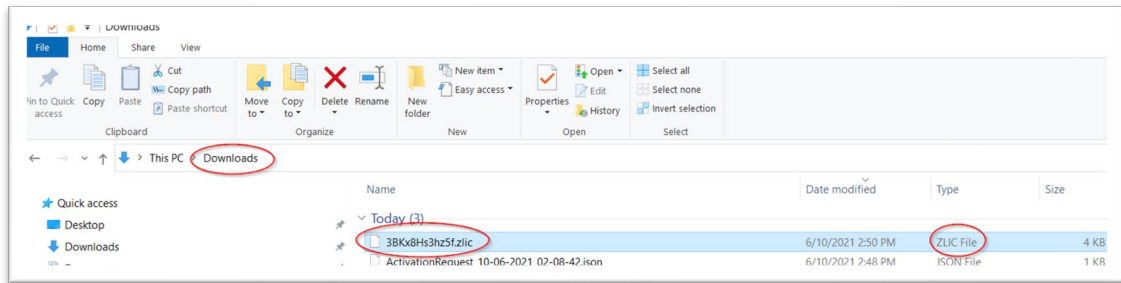 Downloads
File Home Share View
Pin to Quick access Copy Paste Cut Copy path Paste shortcut Move to Copy to Delete Rename New folder New item Easy access Properties Open Edit History Select all Select none Invert selection
Clipboard Organize New Open Select
This PC > Downloads
Name Date modified Type Size
Quick access
Today (3)
Desktop
3BKx8Hs3hz5f.zlic 6/10/2021 2:50 PM ZLIC File 4 KB
Downloads
ActivationRequest 10-06-2021 02-08-42.json 6/10/2021 2:48 PM JSON File 1 KB